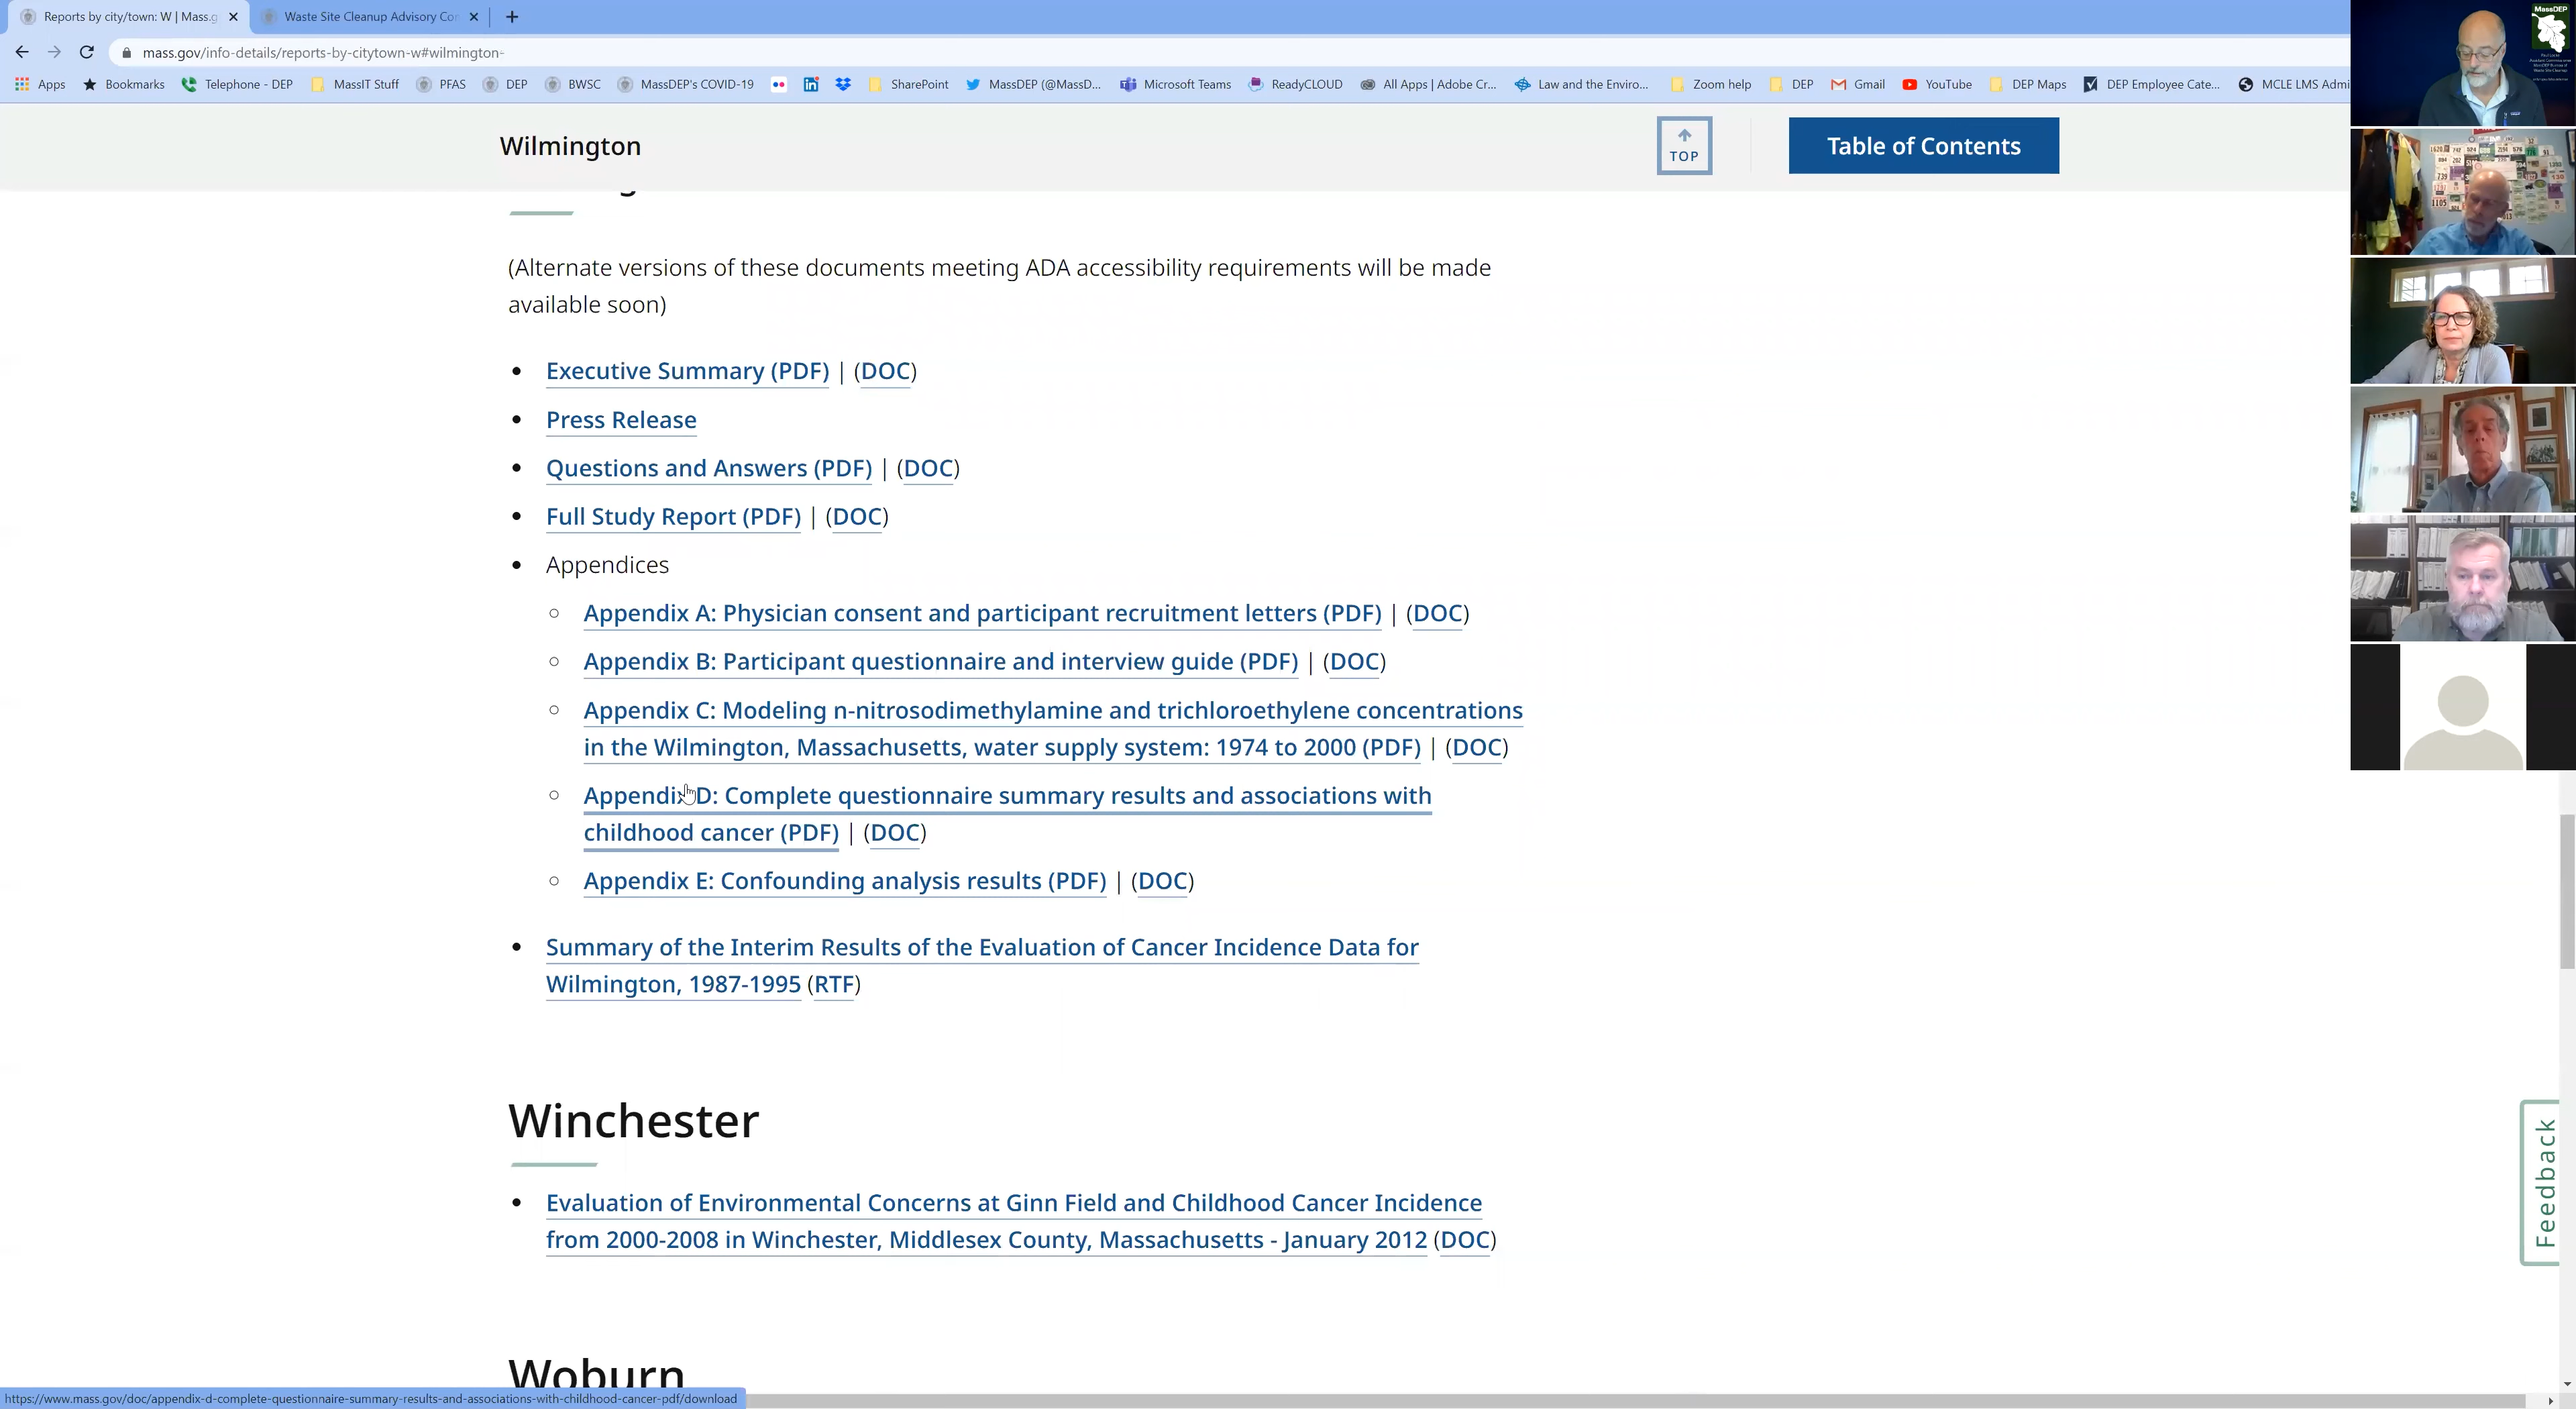 Reports by city/town: W | Mass.g
Waste Site Cleanup Advisory Co
mass.gov/info-details/reports-by-citytown-w#wilmington-
Apps
Bookmarks
Telephone - DEP
MassIT Stuff
PFAS
DEP
BWSC
MassDEP's COVID-19
SharePoint
MassDEP (@MassD...
Microsoft Teams
ReadyCLOUD
All Apps | Adobe Cr...
Law and the Enviro...
Zoom help
DEP
Gmail
YouTube
DEP Maps
DEP Employee Cate...
MCLE LMS Admi
MassDEP
Wilmington
TOP
Table of Contents
(Alternate versions of these documents meeting ADA accessibility requirements will be made
available soon)
Executive Summary (PDF) | (DOC)
Press Release
Questions and Answers (PDF) | (DOC)
Full Study Report (PDF) | (DOC)
Appendices
Appendix A: Physician consent and participant recruitment letters (PDF) | (DOC)
Appendix B: Participant questionnaire and interview guide (PDF) | (DOC)
Appendix C: Modeling n-nitrosodimethylamine and trichloroethylene concentrations
in the Wilmington, Massachusetts, water supply system: 1974 to 2000 (PDF) | (DOC)
Appendix D: Complete questionnaire summary results and associations with
childhood cancer (PDF) | (DOC)
Appendix E: Confounding analysis results (PDF) | (DOC)
Summary of the Interim Results of the Evaluation of Cancer Incidence Data for
Wilmington, 1987-1995 (RTF)
Winchester
Evaluation of Environmental Concerns at Ginn Field and Childhood Cancer Incidence
from 2000-2008 in Winchester, Middlesex County, Massachusetts - January 2012 (DOC)
Woburn
Feedback
https://www.mass.gov/doc/appendix-d-complete-questionnaire-summary-results-and-associations-with-childhood-cancer-pdf/download